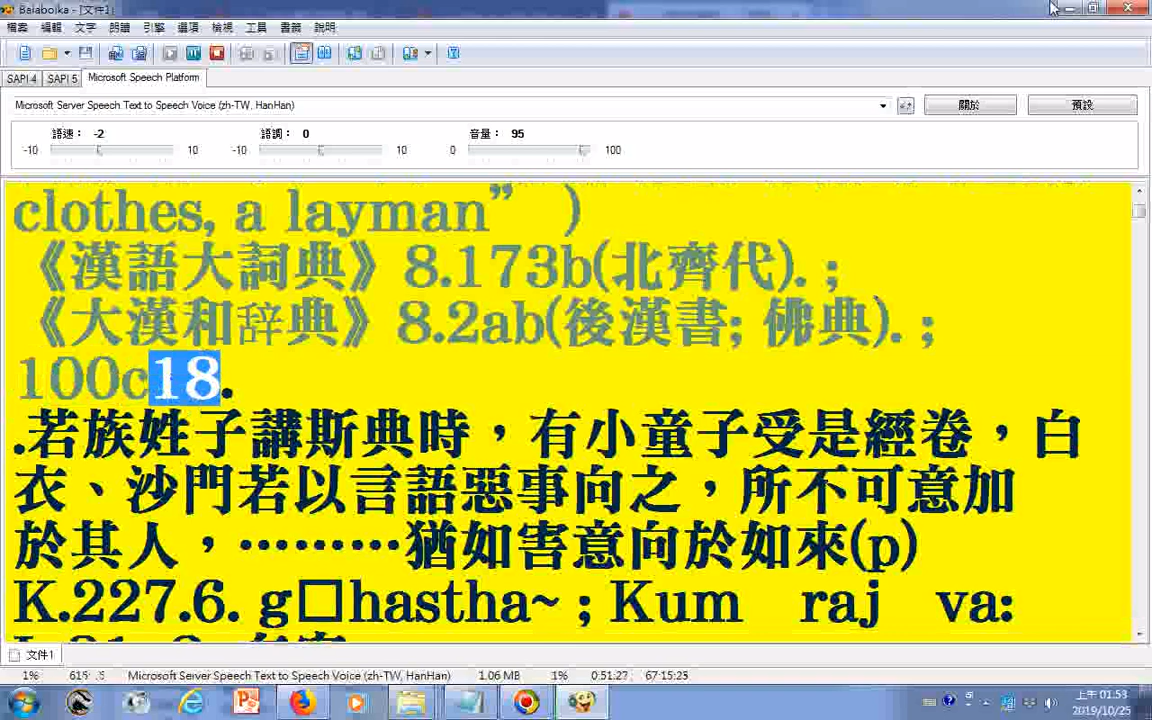 Balabolka - [文件1]
檔案 編輯 文字 朗讀 引擎 選項 檢視 工具 書籤 說明
SAPI 4 SAPI 5 Microsoft Speech Platform
Microsoft Server Speech Text to Speech Voice (zh-TW, HanHan) 關於 預設
語速： -2 語調： 0 音量： 95
-10 10 -10 10 0 100
clothes, a layman” )
《漢語大詞典》 8.173b(北齊代). ;
《大漢和辞典》 8.2ab(後漢書; 佛典). ;
100c18.
.若族姓子講斯典時，有小童子受是經卷，白
衣、沙門若以言語惡事向之，所不可意加
於其人，………猶如害意向於如來(p)
K.227.6. g□hastha~ ; Kum raj va:
文件1
1% Microsoft Server Speech Text to Speech Voice (zh-TW, HanHan) 1.06 MB 1% 0:51:27 67:15:23
上午 01:53
2019/10/25